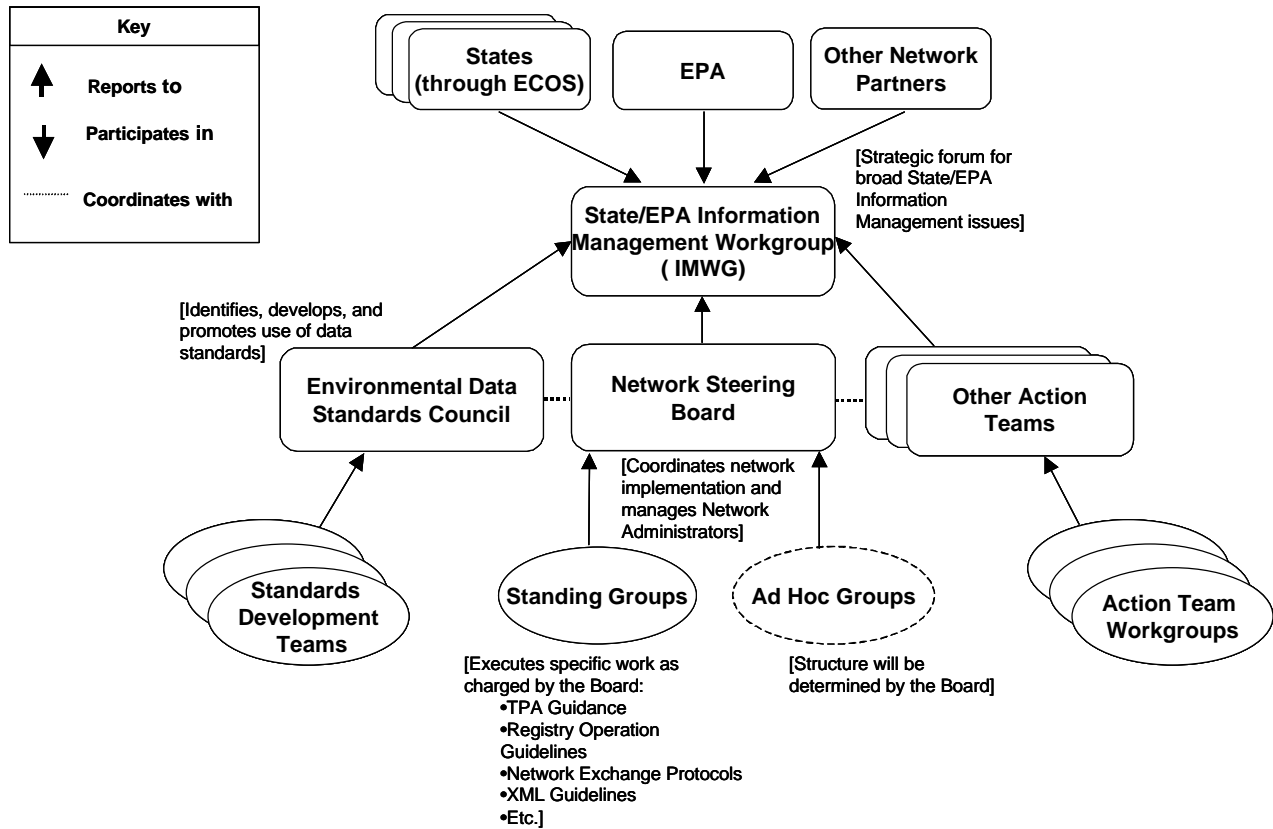 Key
Reports to
Participates in
Coordinates with
States
(through ECOS)
EPA
Other Network
Partners
[Strategic forum for
broad State/EPA
Information
Management issues]
State/EPA Information
Management Workgroup
( IMWG)
[Identifies, develops, and
promotes use of data
standards]
Environmental Data
Standards Council
Network Steering
Board
Other Action
Teams
[Coordinates network
implementation and
manages Network
Administrators]
Standards
Development
Teams
Standing Groups
Ad Hoc Groups
Action Team
Workgroups
[Executes specific work as
charged by the Board:
•TPA Guidance
•Registry Operation
Guidelines
•Network Exchange Protocols
•XML Guidelines
•Etc.]
[Structure will be
determined by the Board]